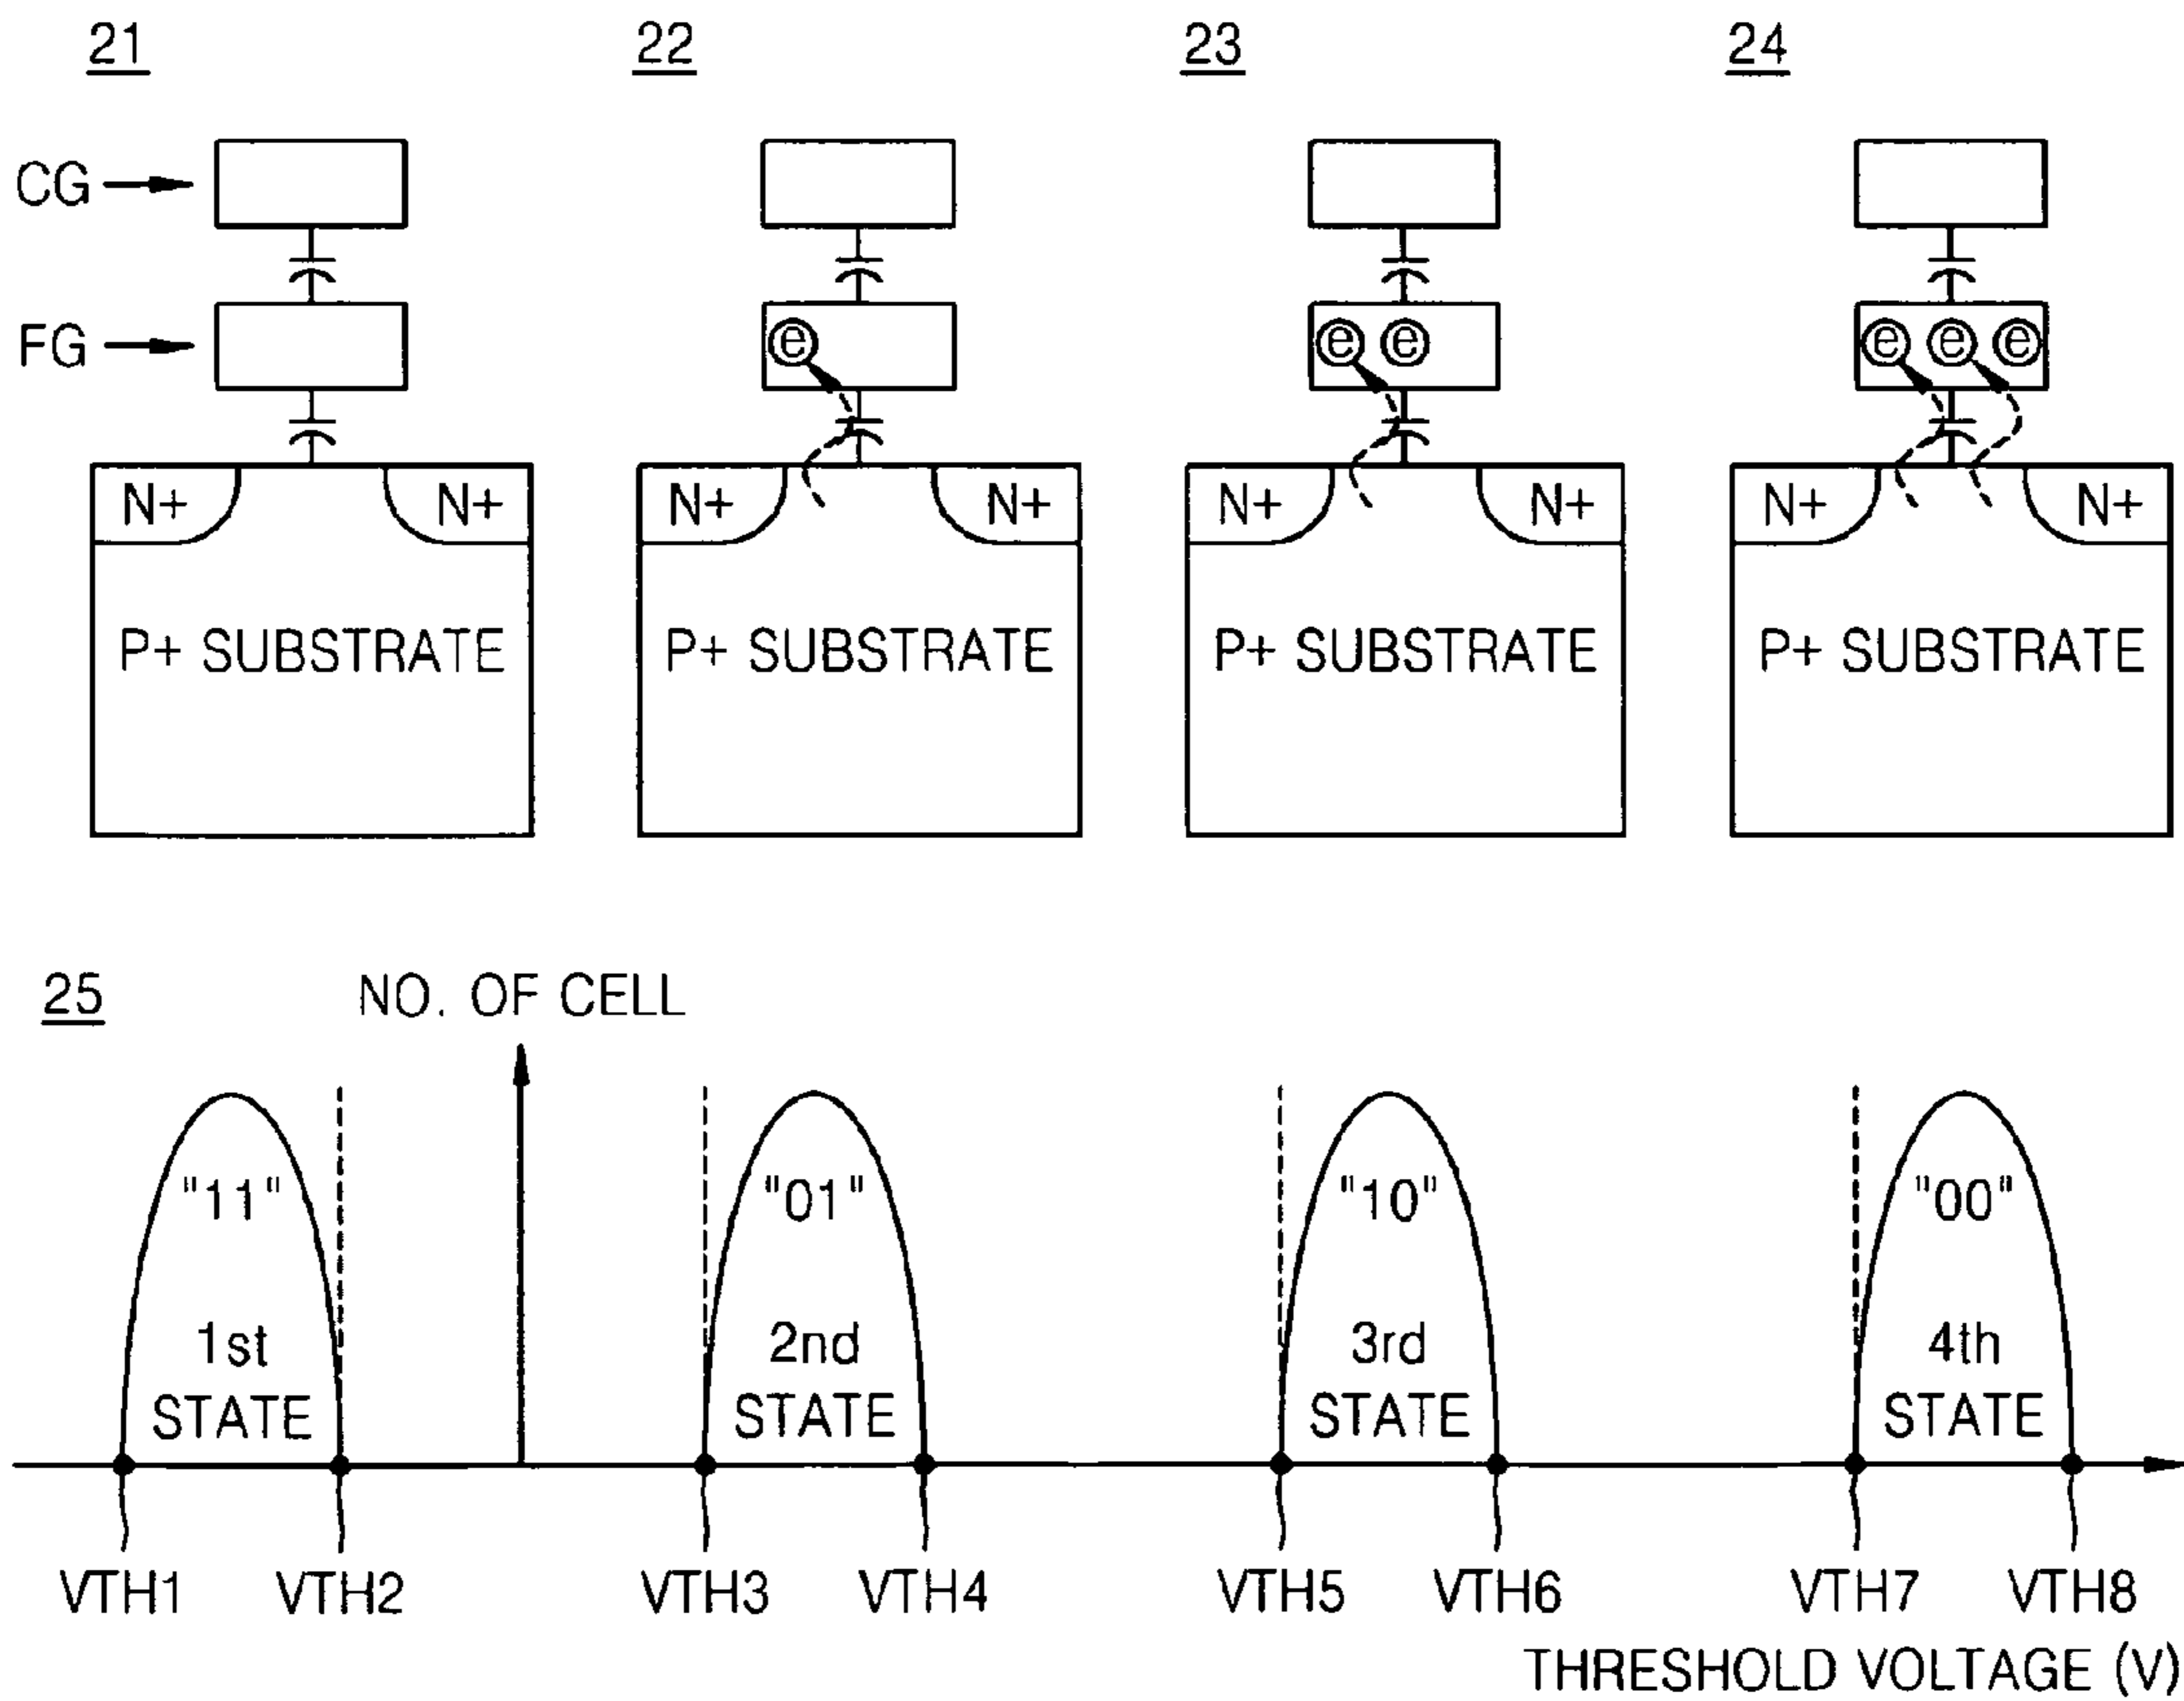 21 22 23 24
CG
FG
e e e e e e
N+ N+ N+ N+ N+ N+ N+ N+
P+ SUBSTRATE P+ SUBSTRATE P+ SUBSTRATE P+ SUBSTRATE
25 NO. OF CELL
"11" "01" "10" "00"
1st 2nd 3rd 4th
STATE STATE STATE STATE
VTH1 VTH2 VTH3 VTH4 VTH5 VTH6 VTH7 VTH8
THRESHOLD VOLTAGE (V)